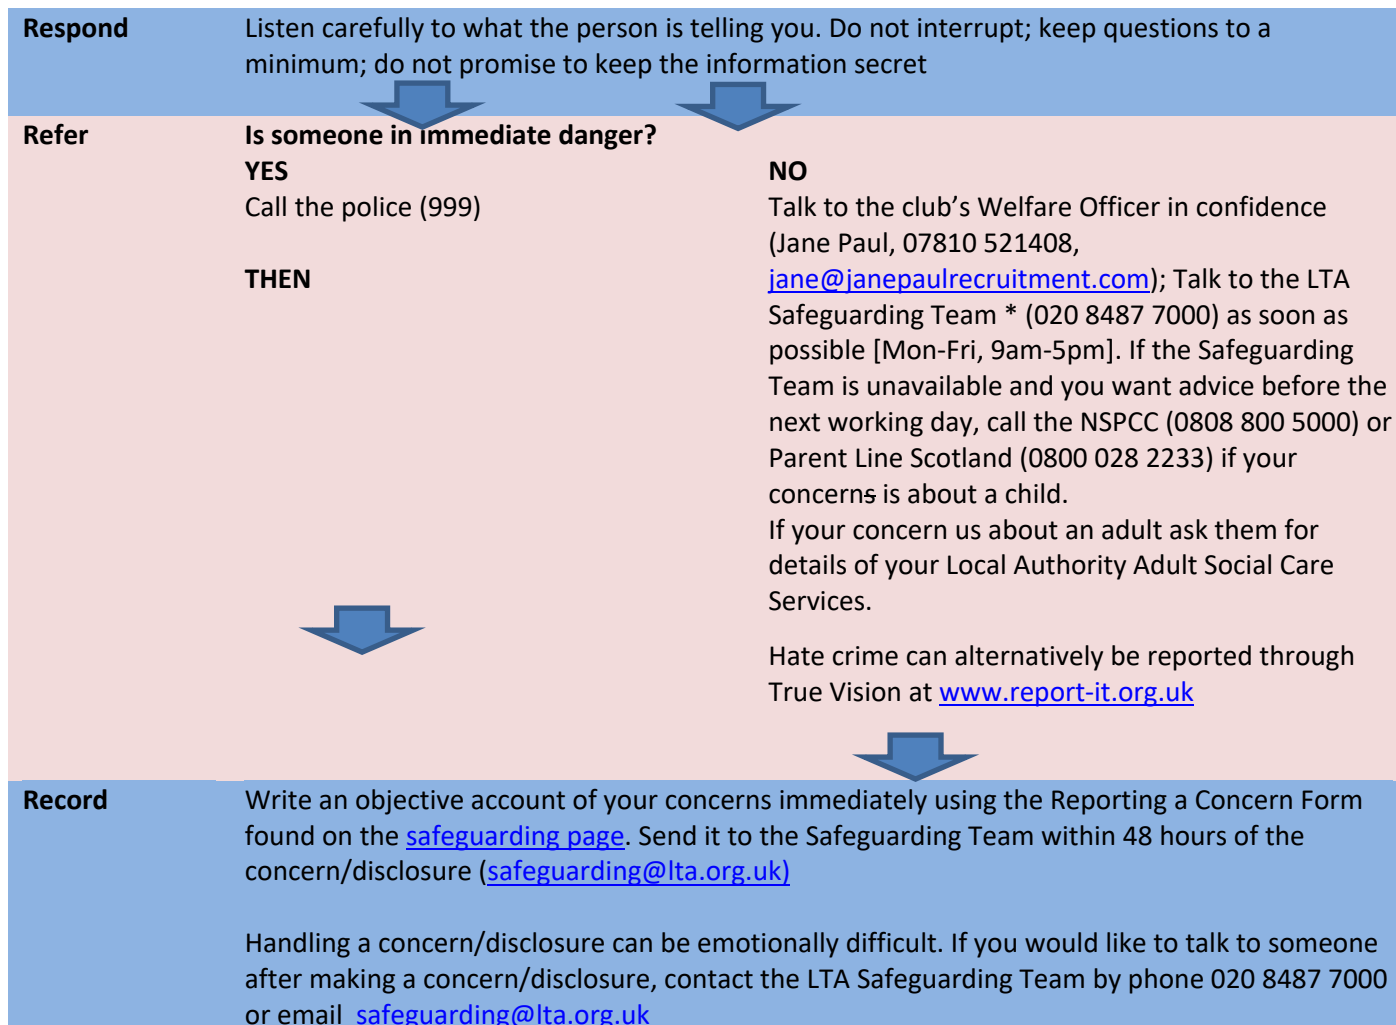 Respond
Listen carefully to what the person is telling you. Do not interrupt; keep questions to a
minimum; do not promise to keep the information secret
Refer
Is someone in immediate danger?
YES
Call the police (999)
THEN
NO
Talk to the club’s Welfare Officer in confidence
(Jane Paul, 07810 521408,
jane@janepaulrecruitment.com); Talk to the LTA
Safeguarding Team * (020 8487 7000) as soon as
possible [Mon-Fri, 9am-5pm]. If the Safeguarding
Team is unavailable and you want advice before the
next working day, call the NSPCC (0808 800 5000) or
Parent Line Scotland (0800 028 2233) if your
concerns is about a child.
If your concern us about an adult ask them for
details of your Local Authority Adult Social Care
Services.
Hate crime can alternatively be reported through
True Vision at www.report-it.org.uk
Record
Write an objective account of your concerns immediately using the Reporting a Concern Form
found on the safeguarding page. Send it to the Safeguarding Team within 48 hours of the
concern/disclosure (safeguarding@lta.org.uk)
Handling a concern/disclosure can be emotionally difficult. If you would like to talk to someone
after making a concern/disclosure, contact the LTA Safeguarding Team by phone 020 8487 7000
or email safeguarding@lta.org.uk